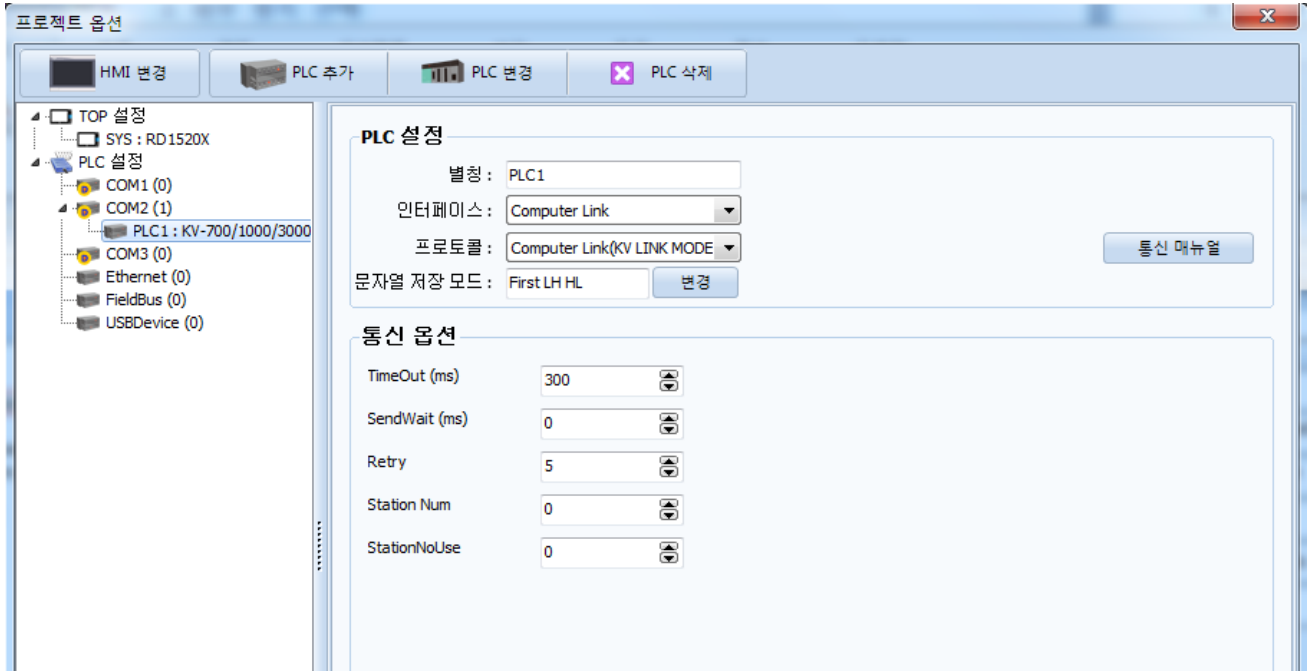 프로젝트 옵션
HMI 변경
PLC 추가
PLC 변경
PLC 삭제
TOP 설정
SYS : RD1520X
PLC 설정
COM1 (0)
COM2 (1)
PLC1 : KV-700/1000/3000
COM3 (0)
Ethernet (0)
FieldBus (0)
USBDevice (0)
PLC 설정
별칭 : PLC1
인터페이스 : Computer Link
프로토콜 : Computer Link(KV LINK MODE
통신 매뉴얼
문자열 저장 모드 : First LH HL 변경
통신 옵션
TimeOut (ms) 300
SendWait (ms) 0
Retry 5
Station Num 0
StationNoUse 0